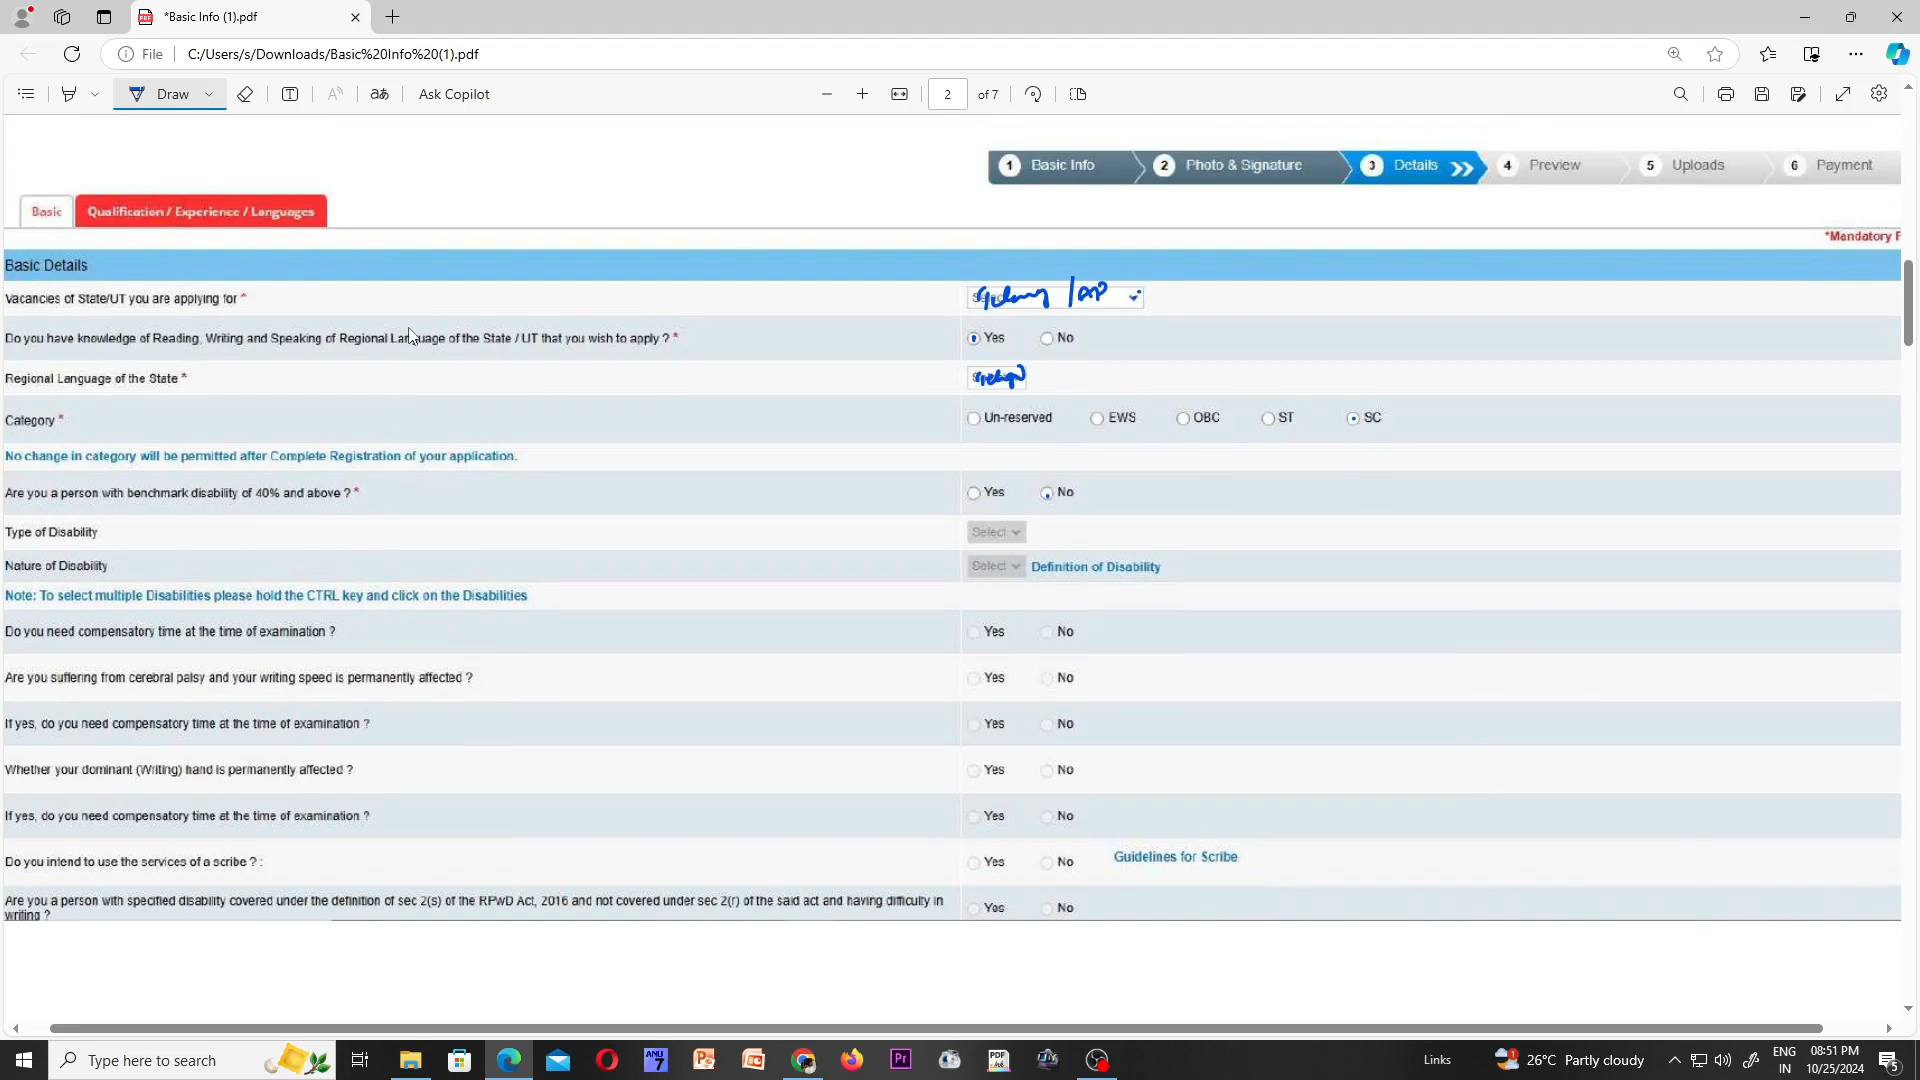 *Basic Info (1).pdf
File C:/Users/s/Downloads/Basic%20Info%20(1).pdf
Draw Ask Copilot 2 of 7
1 Basic Info 2 Photo & Signature 3 Details 4 Preview 5 Uploads 6 Payment
Basic Qualification / Experience / Languages
*Mandatory F
Basic Details
Vacancies of State/UT you are applying for * / AP
Do you have knowledge of Reading, Writing and Speaking of Regional Language of the State / UT that you wish to apply ? * Yes No
Regional Language of the State *
Category * Un-reserved EWS OBC ST SC
No change in category will be permitted after Complete Registration of your application.
Are you a person with benchmark disability of 40% and above ? * Yes No
Type of Disability Select
Nature of Disability Select Definition of Disability
Note: To select multiple Disabilities please hold the CTRL key and click on the Disabilities
Do you need compensatory time at the time of examination ? Yes No
Are you suffering from cerebral palsy and your writing speed is permanently affected ? Yes No
If yes, do you need compensatory time at the time of examination ? Yes No
Whether your dominant (Writing) hand is permanently affected ? Yes No
If yes, do you need compensatory time at the time of examination ? Yes No
Do you intend to use the services of a scribe ? : Yes No Guidelines for Scribe
Are you a person with specified disability covered under the definition of sec 2(s) of the RPwD Act, 2016 and not covered under sec 2(r) of the said act and having difficulty in
writing ? Yes No
Type here to search Links 26°C Partly cloudy ENG 08:51 PM
IN 10/25/2024